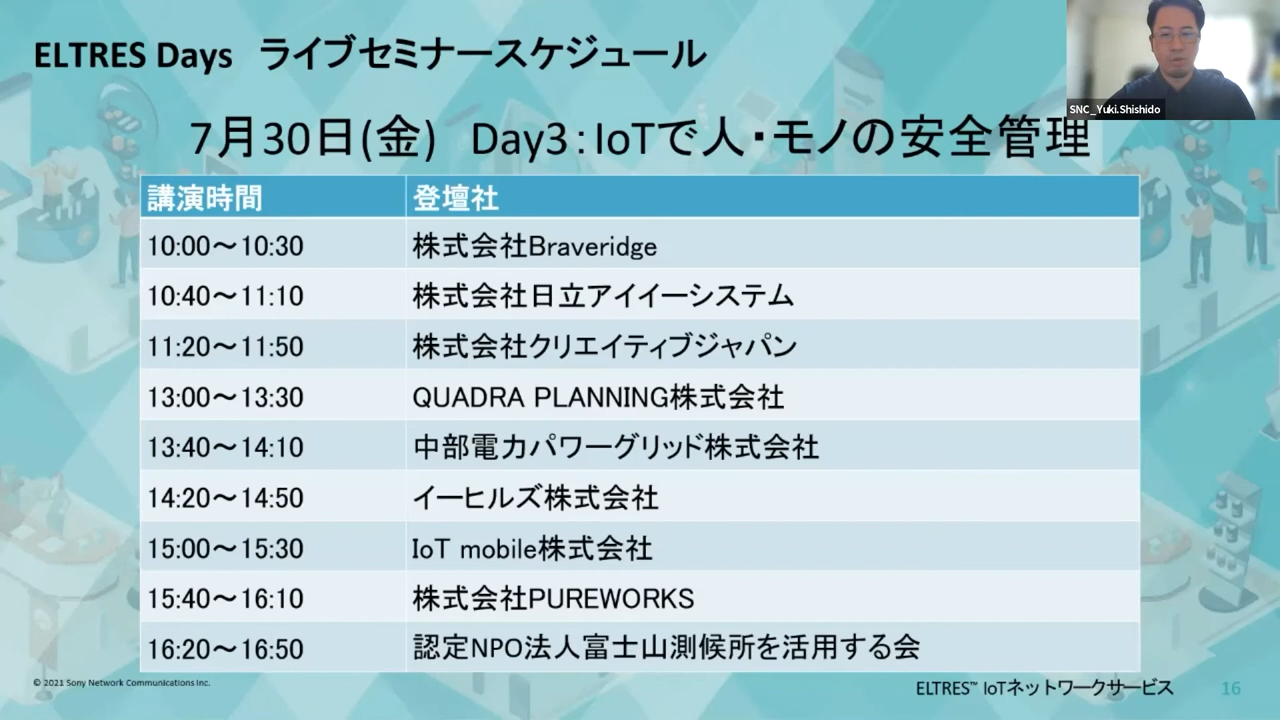 ELTRES Days ライブセミナースケジュール
SNC_Yuki.Shishido
7月30日(金) Day3：IoTで人・モノの安全管理
講演時間 登壇社
10:00～10:30 株式会社Braveridge
10:40～11:10 株式会社日立アイイーシステム
11:20～11:50 株式会社クリエイティブジャパン
13:00～13:30 QUADRA PLANNING株式会社
13:40～14:10 中部電力パワーグリッド株式会社
14:20～14:50 イーヒルズ株式会社
15:00～15:30 IoT mobile株式会社
15:40～16:10 株式会社PUREWORKS
16:20～16:50 認定NPO法人富士山測候所を活用する会
© 2021 Sony Network Communications Inc.
ELTRES™ IoTネットワークサービス 16